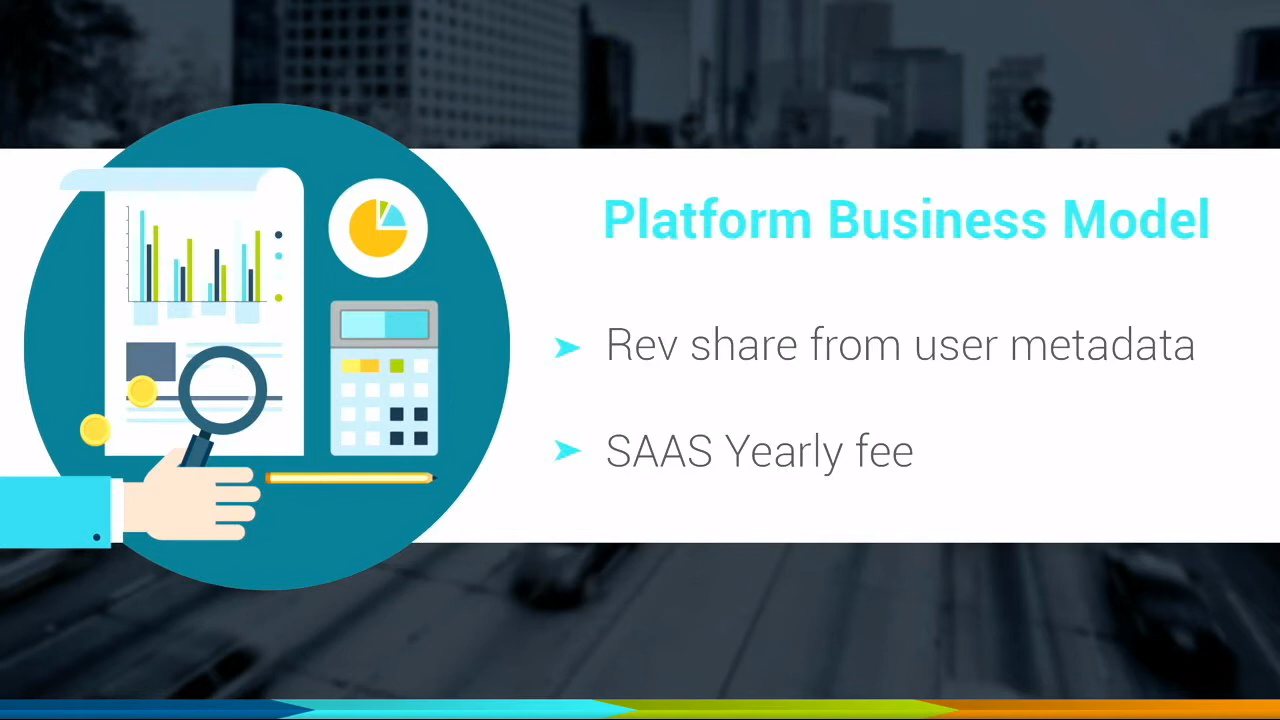 Platform Business Model
Rev share from user metadata
SAAS Yearly fee